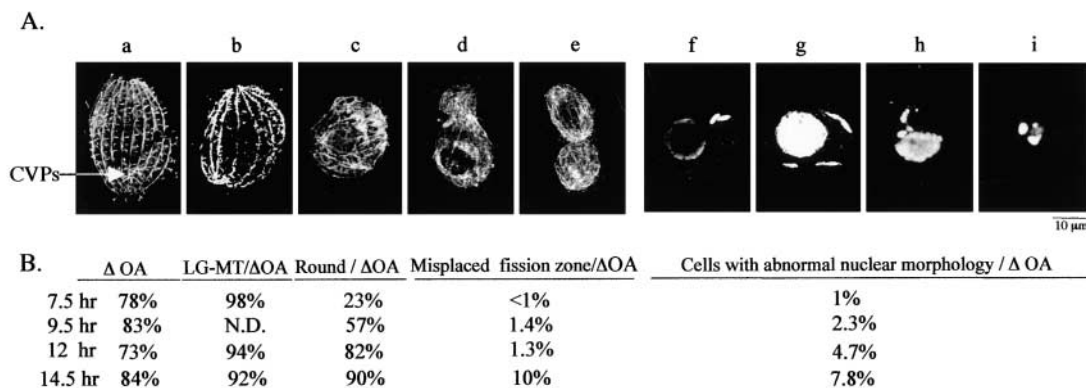 A.
a b c d e f g h i
CVPs
10 μm
B.
Δ OA LG-MT/ΔOA Round / ΔOA Misplaced fission zone/ΔOA Cells with abnormal nuclear morphology / Δ OA
7.5 hr 78% 98% 23% <1% 1%
9.5 hr 83% N.D. 57% 1.4% 2.3%
12 hr 73% 94% 82% 1.3% 4.7%
14.5 hr 84% 92% 90% 10% 7.8%